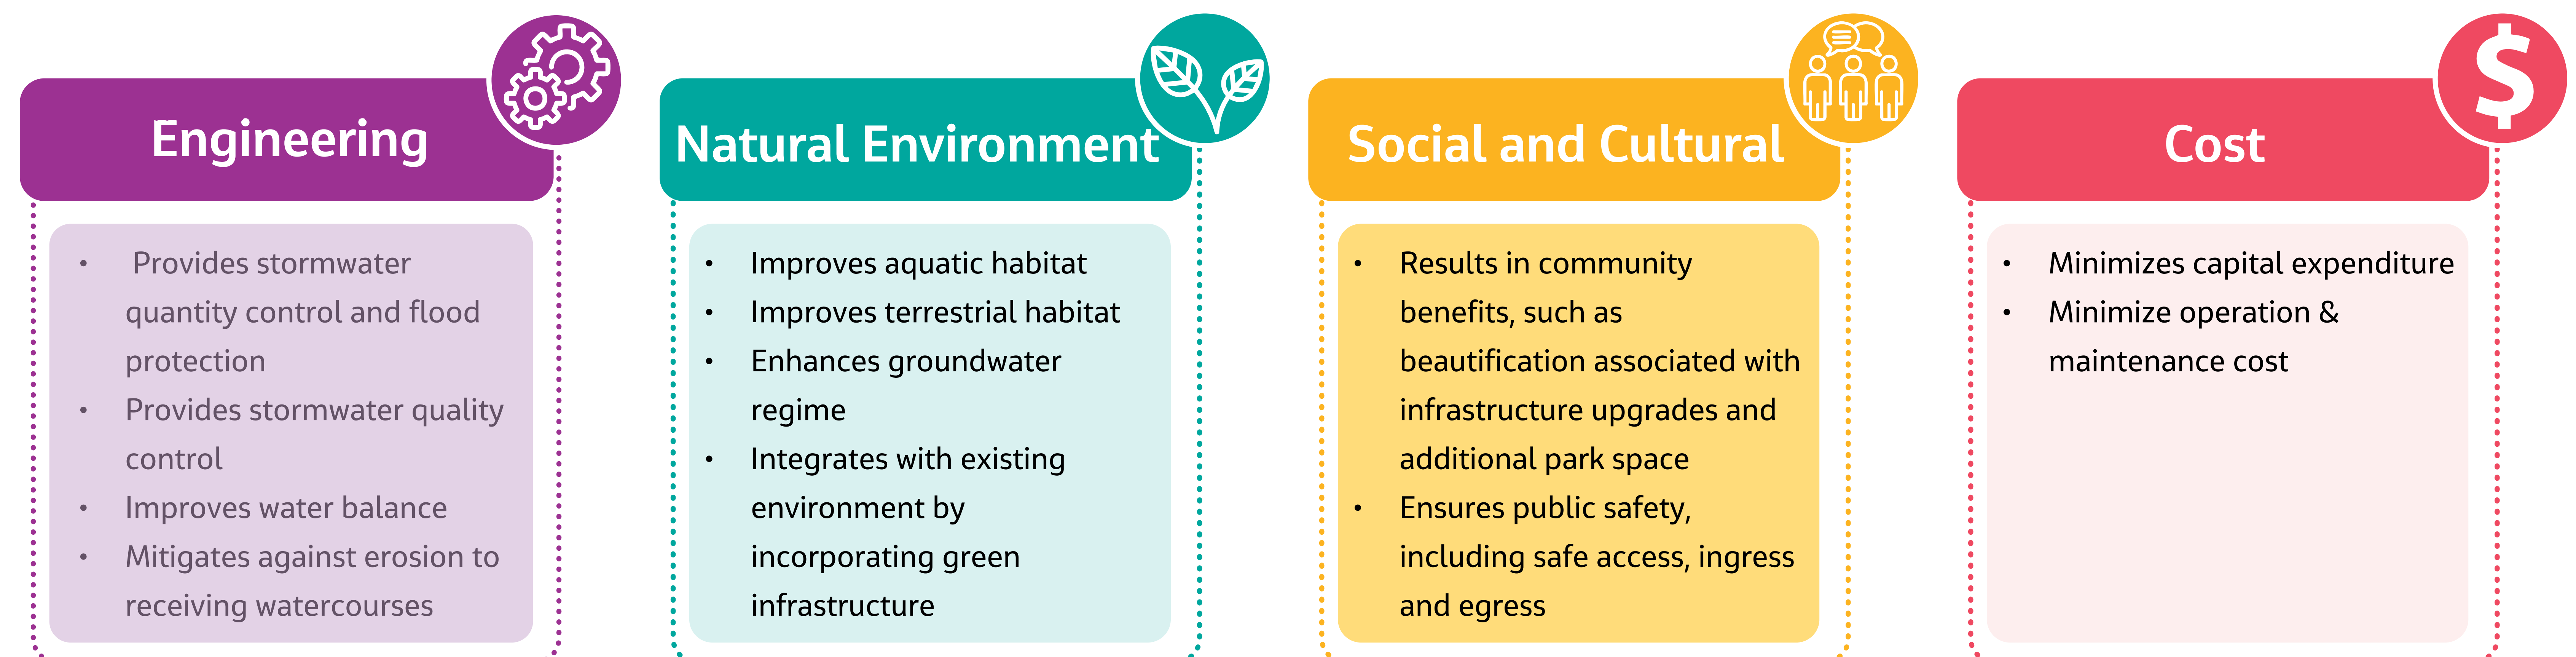 Engineering
• Provides stormwater
quantity control and flood
protection
• Provides stormwater quality
control
• Improves water balance
• Mitigates against erosion to
receiving watercourses
Natural Environment
• Improves aquatic habitat
• Improves terrestrial habitat
• Enhances groundwater
regime
• Integrates with existing
environment by
incorporating green
infrastructure
Social and Cultural
• Results in community
benefits, such as
beautification associated with
infrastructure upgrades and
additional park space
• Ensures public safety,
including safe access, ingress
and egress
$
Cost
• Minimizes capital expenditure
• Minimize operation &
maintenance cost